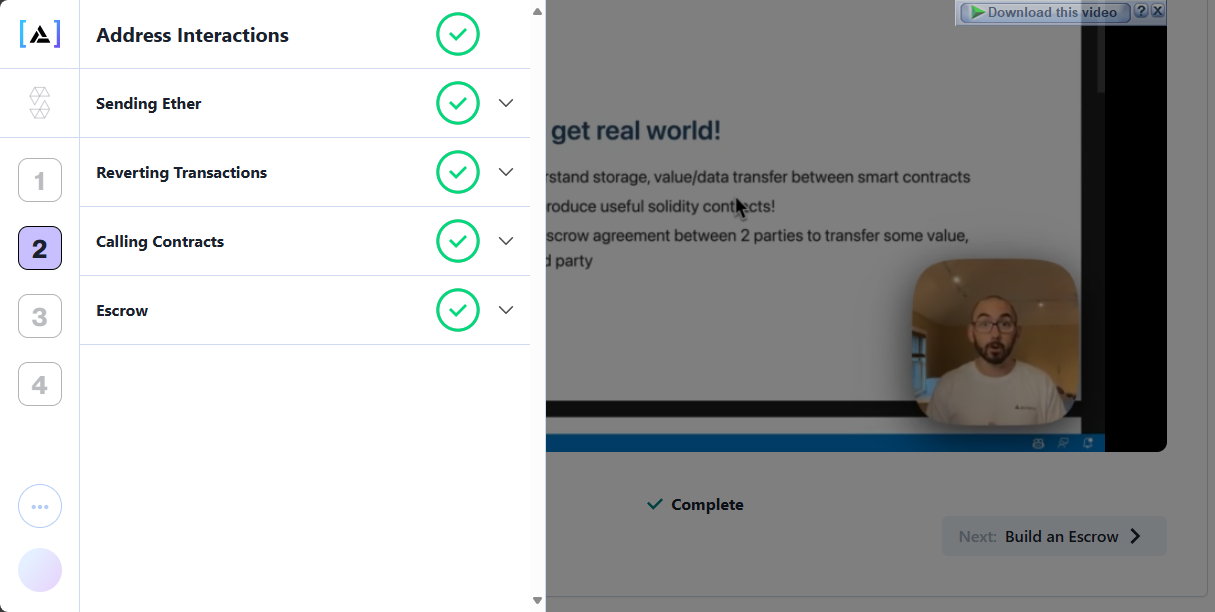 Address Interactions
Sending Ether
Reverting Transactions
Calling Contracts
Escrow
1
2
3
4
Download this video
get real world!
rstand storage, value/data transfer between smart contracts
roduce useful solidity contracts!
scrow agreement between 2 parties to transfer some value,
d party
Complete
Next: Build an Escrow